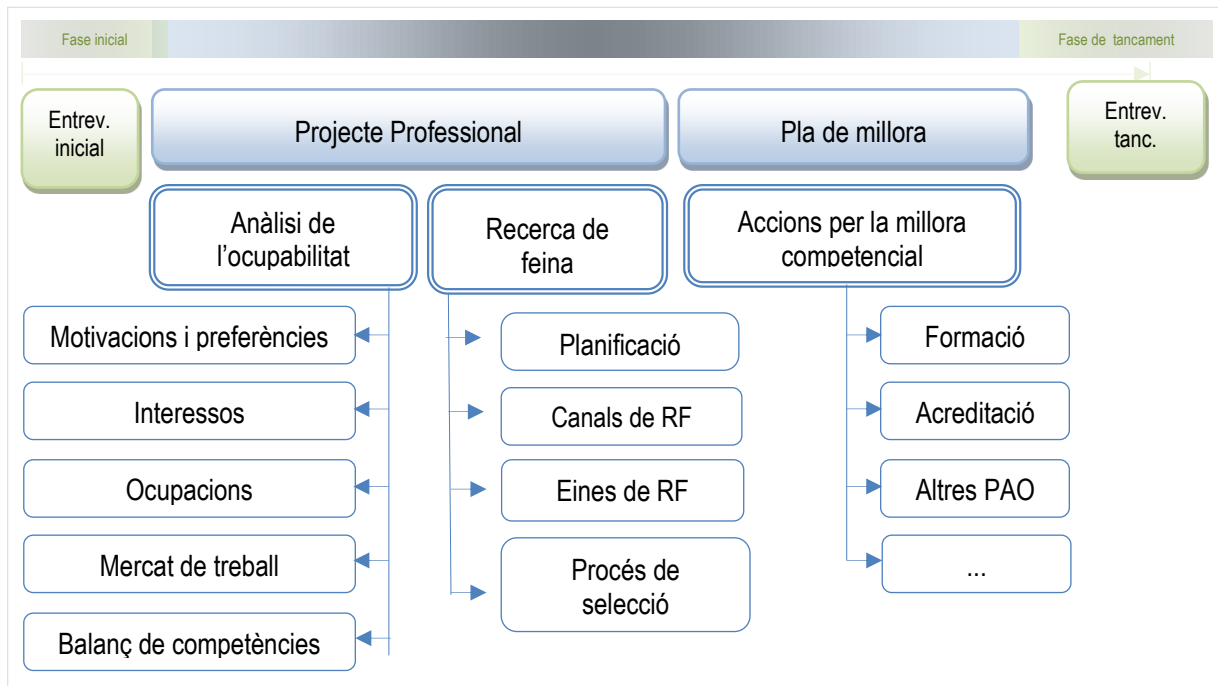 Fase inicial
Fase de tancament
Entrev.
inicial
Projecte Professional
Pla de millora
Entrev.
tanc.
Anàlisi de
l’ocupabilitat
Recerca de
feina
Accions per la millora
competencial
Motivacions i preferències
Interessos
Ocupacions
Mercat de treball
Balanç de competències
Planificació
Canals de RF
Eines de RF
Procés de
selecció
Formació
Acreditació
Altres PAO
...